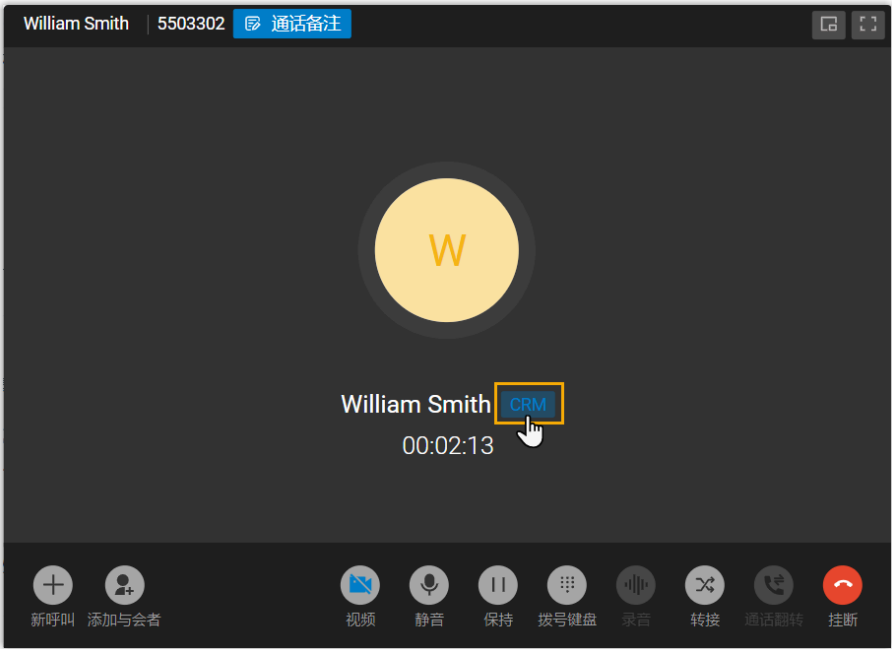 William Smith 5503302 通话备注
W
William Smith CRM
00:02:13
新呼叫 添加与会者 视频 静音 保持 拨号键盘 录音 转接 通话翻转 挂断